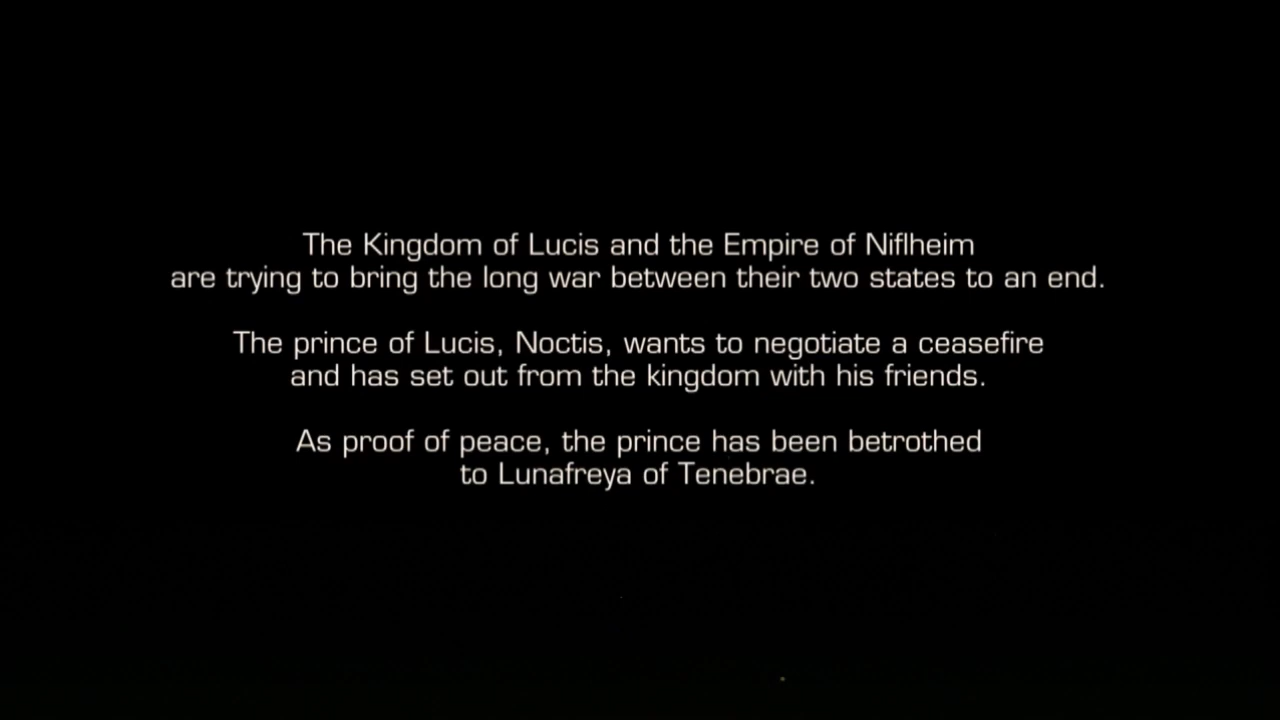 The Kingdom of Lucis and the Empire of Niflheim
are trying to bring the long war between their two states to an end.
The prince of Lucis, Noctis, wants to negotiate a ceasefire
and has set out from the kingdom with his friends.
As proof of peace, the prince has been betrothed
to Lunafreya of Tenebrae.